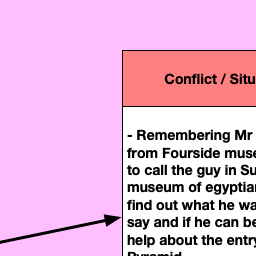 Conflict / Situ
- Remembering Mr
from Fourside muse
to call the guy in Su
museum of egyptia
find out what he wa
say and if he can be
help about the entry
Pyramid